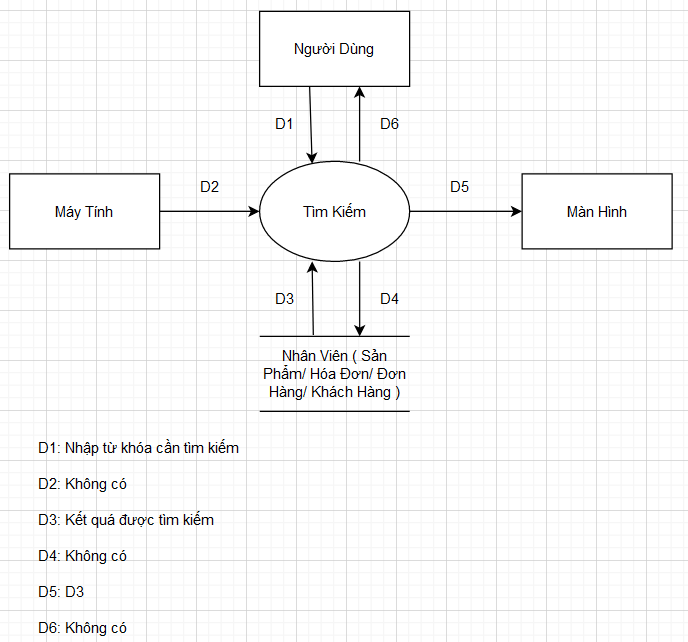 Người Dùng
D1
D6
Máy Tính
D2
Tìm Kiếm
D5
Màn Hình
D3
D4
Nhân Viên ( Sản
Phẩm/ Hóa Đơn/ Đơn
Hàng/ Khách Hàng )
D1: Nhập từ khóa cần tìm kiếm
D2: Không có
D3: Kết quá được tìm kiếm
D4: Không có
D5: D3
D6: Không có